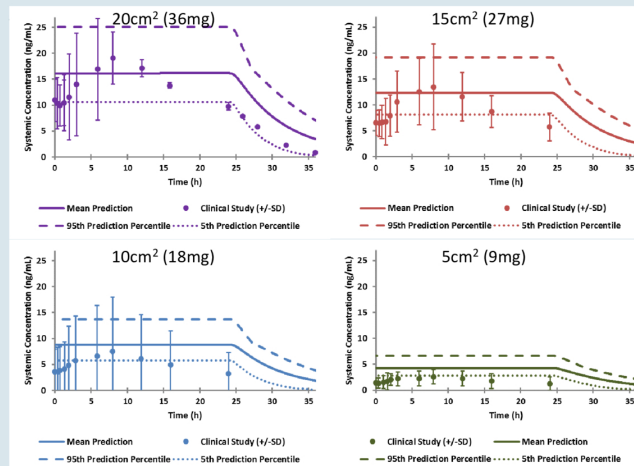 20cm² (36mg)
Systemic Concentration (ng/mL)
25
20
15
10
5
0
0 5 10 15 20 25 30 35
Time (h)
Mean Prediction
Clinical Study (+/-SD)
95th Prediction Percentile
5th Prediction Percentile
15cm² (27mg)
Systemic Concentration (ng/mL)
25
20
15
10
5
0
0 5 10 15 20 25 30 35
Time (h)
Mean Prediction
Clinical Study (+/-SD)
95th Prediction Percentile
5th Prediction Percentile
10cm² (18mg)
Systemic Concentration (ng/mL)
25
20
15
10
5
0
0 5 10 15 20 25 30 35
Time (h)
Mean Prediction
Clinical Study (+/-SD)
95th Prediction Percentile
5th Prediction Percentile
5cm² (9mg)
Systemic Concentration (ng/mL)
25
20
15
10
5
0
0 5 10 15 20 25 30 35
Time (h)
Clinical Study (+/-SD)
Mean Prediction
95th Prediction Percentile
5th Prediction Percentile